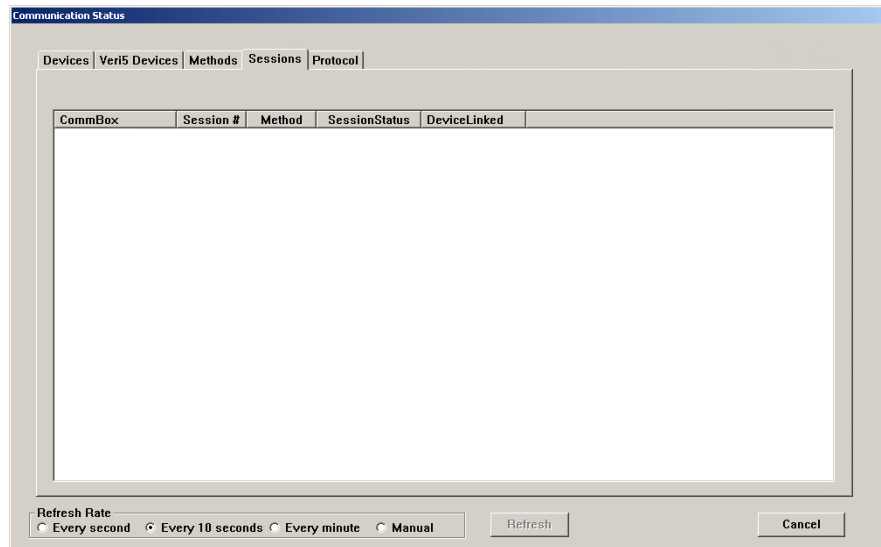 Communication Status
Devices Veri5 Devices Methods Sessions Protocol
CommBox Session # Method SessionStatus DeviceLinked
Refresh Rate
Every second Every 10 seconds Every minute Manual Refresh Cancel